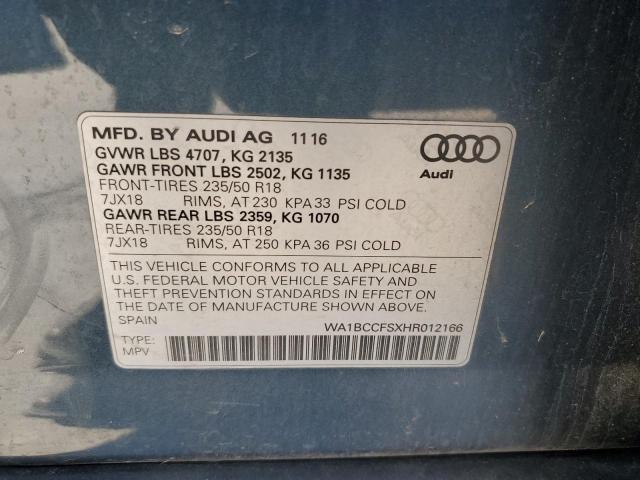 MFD. BY AUDI AG 11 16
GVWR LBS 4707, KG 2135
GAWR FRONT LBS 2502, KG 1135
FRONT-TIRES 235/50 R18
7JX18 RIMS, AT 230 KPA 33 PSI COLD
GAWR REAR LBS 2359, KG 1070
REAR-TIRES 235/50 R18
7JX18 RIMS, AT 250 KPA 36 PSI COLD
Audi
THIS VEHICLE CONFORMS TO ALL APPLICABLE
U.S. FEDERAL MOTOR VEHICLE SAFETY AND
THEFT PREVENTION STANDARDS IN EFFECT ON
THE DATE OF MANUFACTURE SHOWN ABOVE.
SPAIN WA1BCCFSXHR012166
TYPE:
MPV